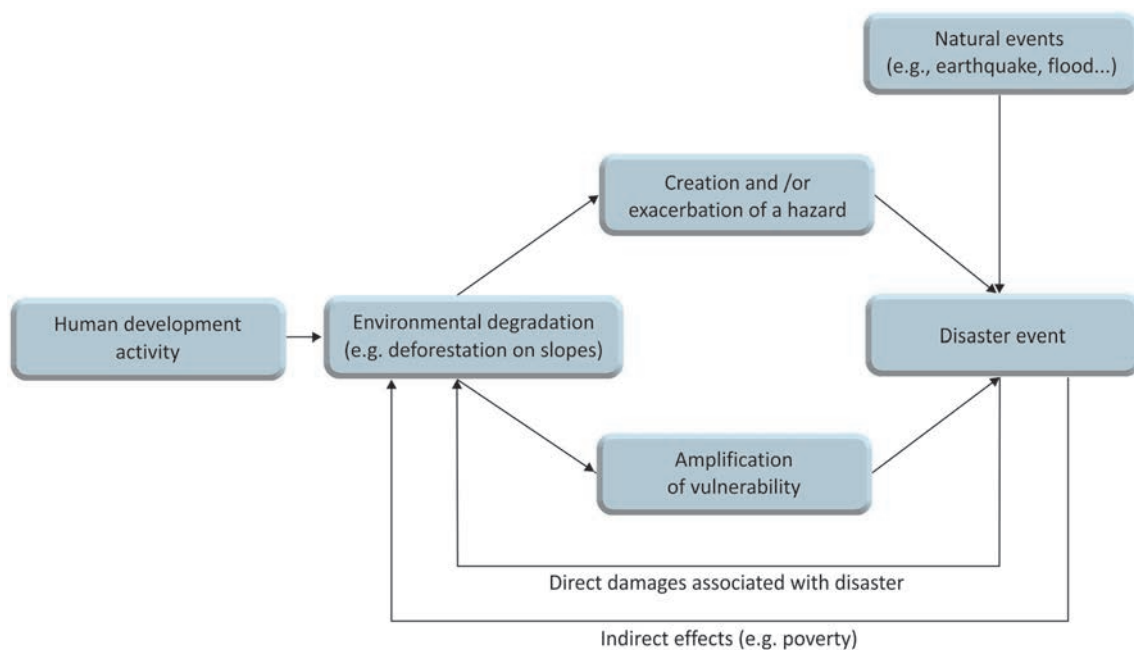 Natural events
(e.g., earthquake, flood...)
Creation and /or
exacerbation of a hazard
Human development
activity
Environmental degradation
(e.g. deforestation on slopes)
Disaster event
Amplification
of vulnerability
Direct damages associated with disaster
Indirect effects (e.g. poverty)